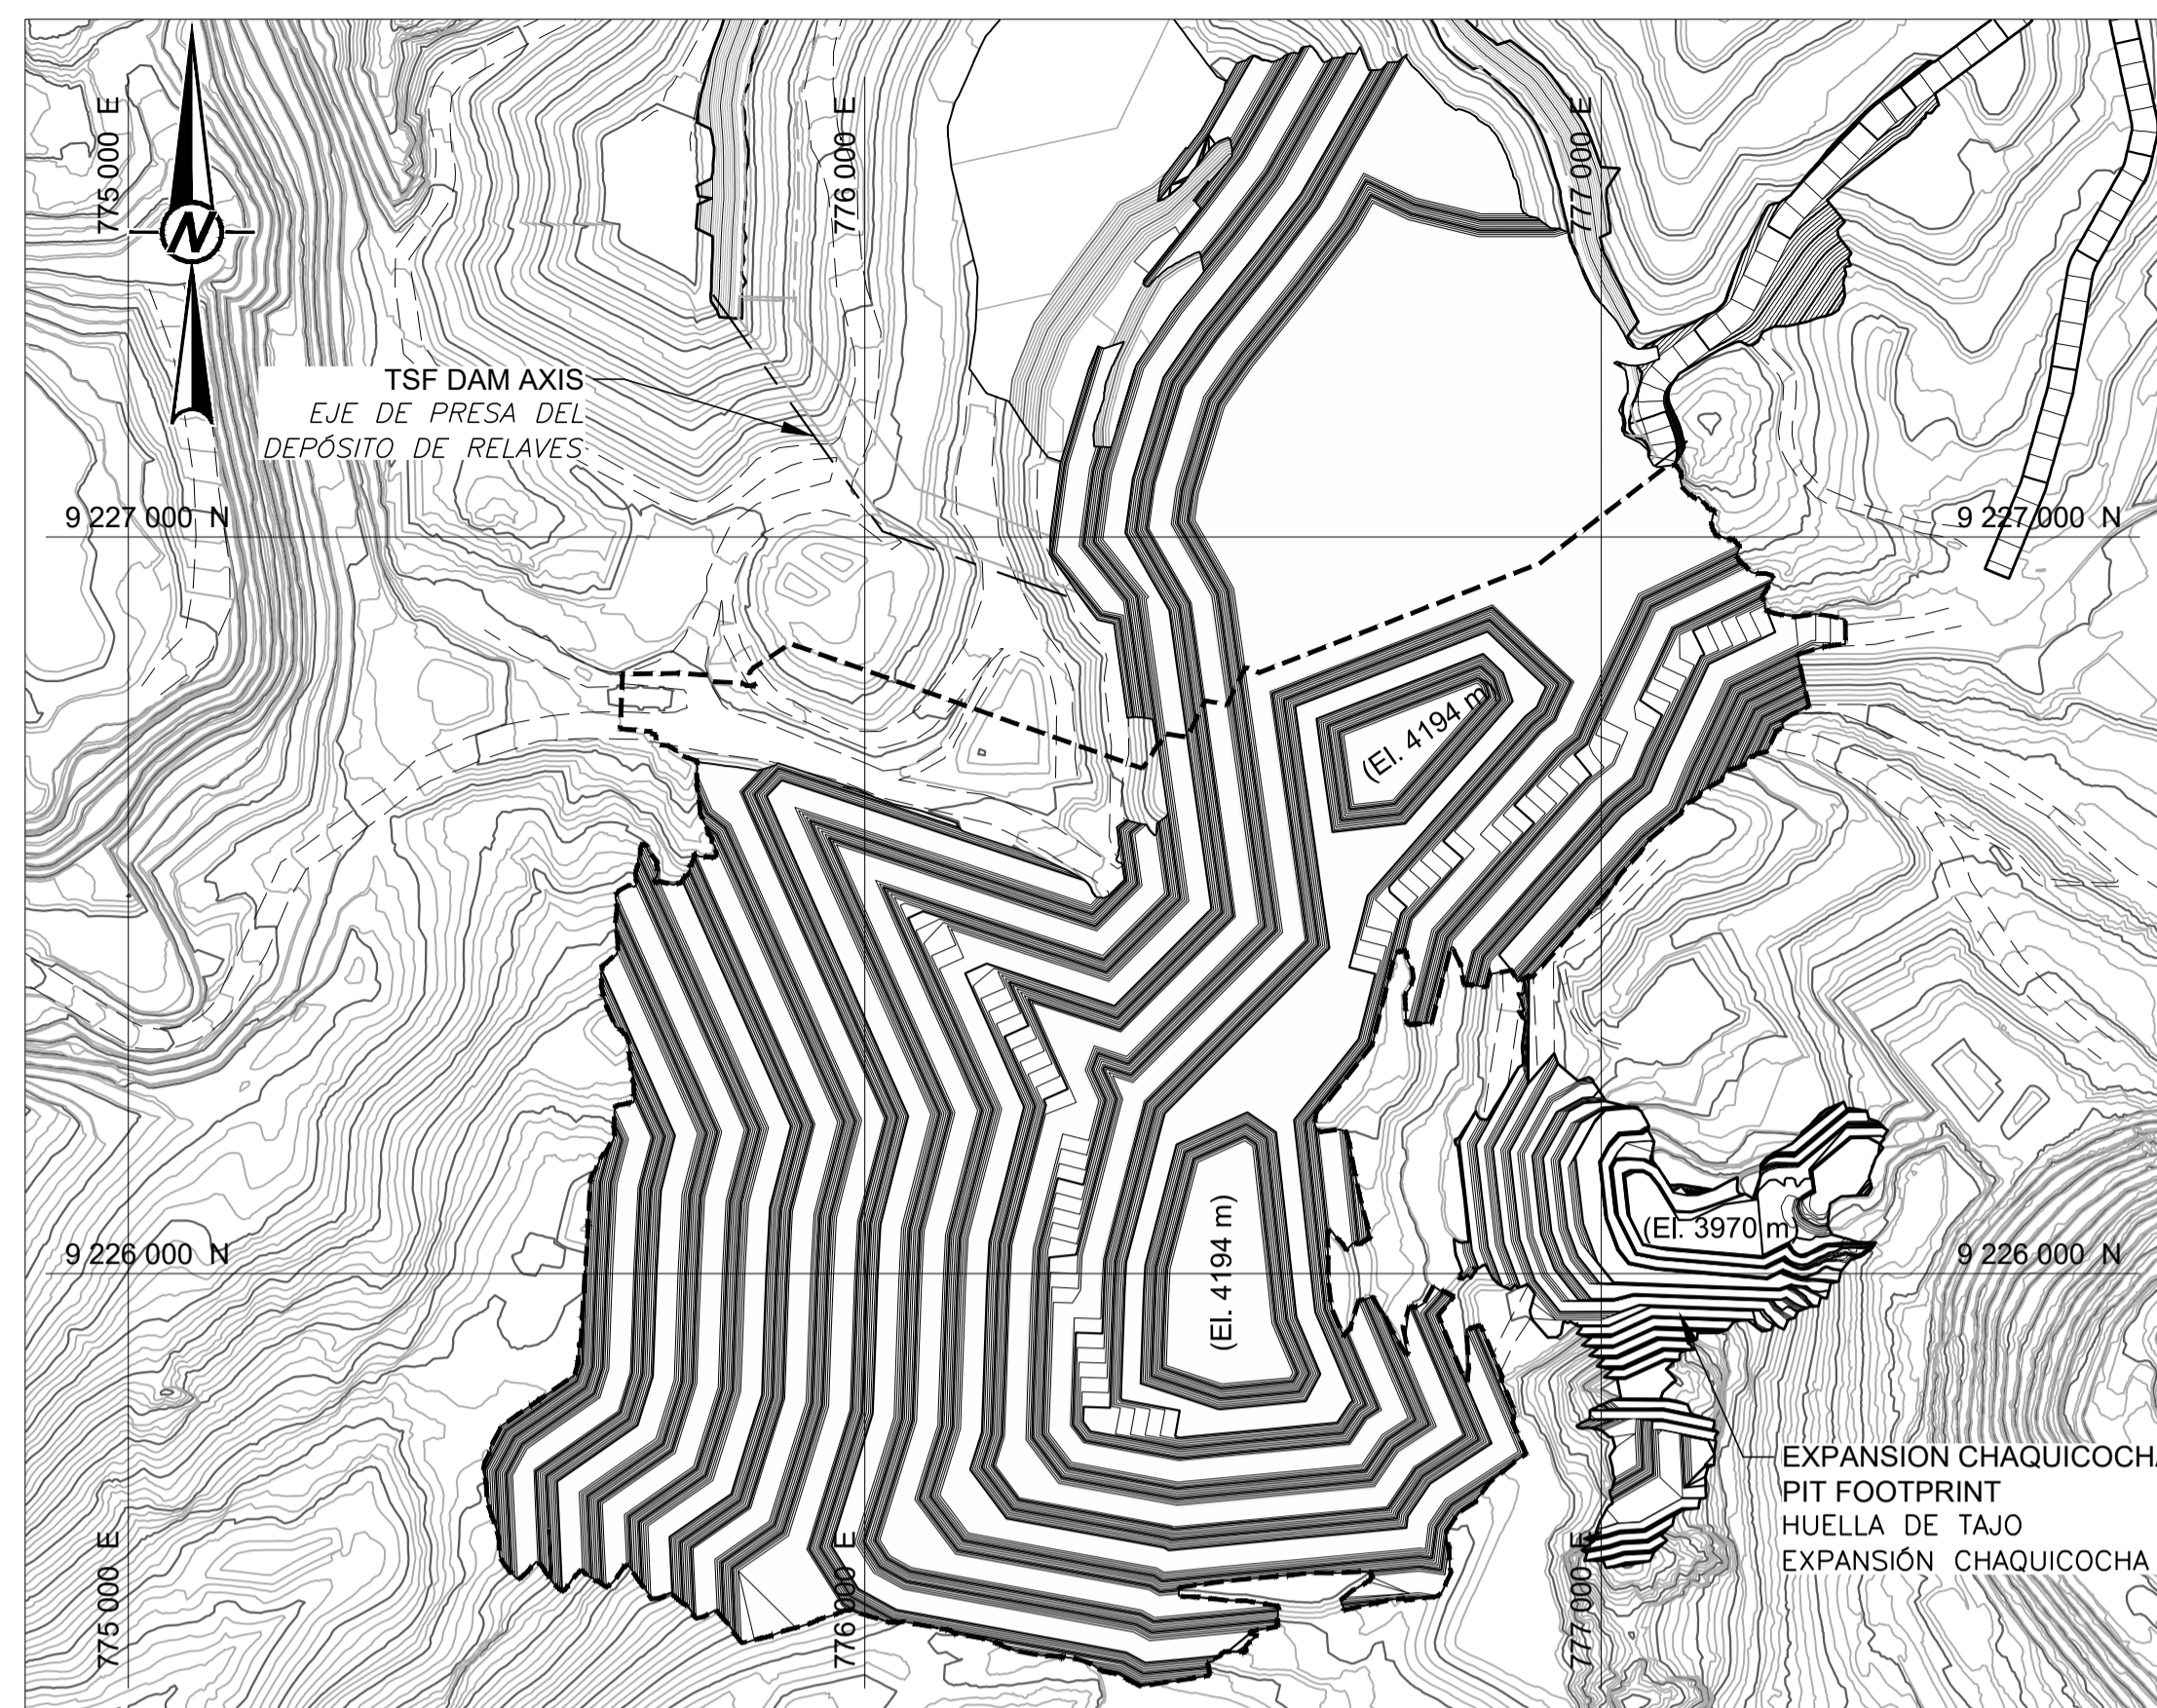 775 000 E
776 000 E
777 000 E
N
TSF DAM AXIS
EJE DE PRESA DEL
DEPÓSITO DE RELAVES
9 227 000 N
9 227 000 N
(El. 4194 m)
(El. 4194 m)
(El. 3970 m)
9 226 000 N
9 226 000 N
EXPANSION CHAQUICOCHA
PIT FOOTPRINT
HUELLA DE TAJO
EXPANSIÓN CHAQUICOCHA
775 000 E
776 000 E
777 000 E